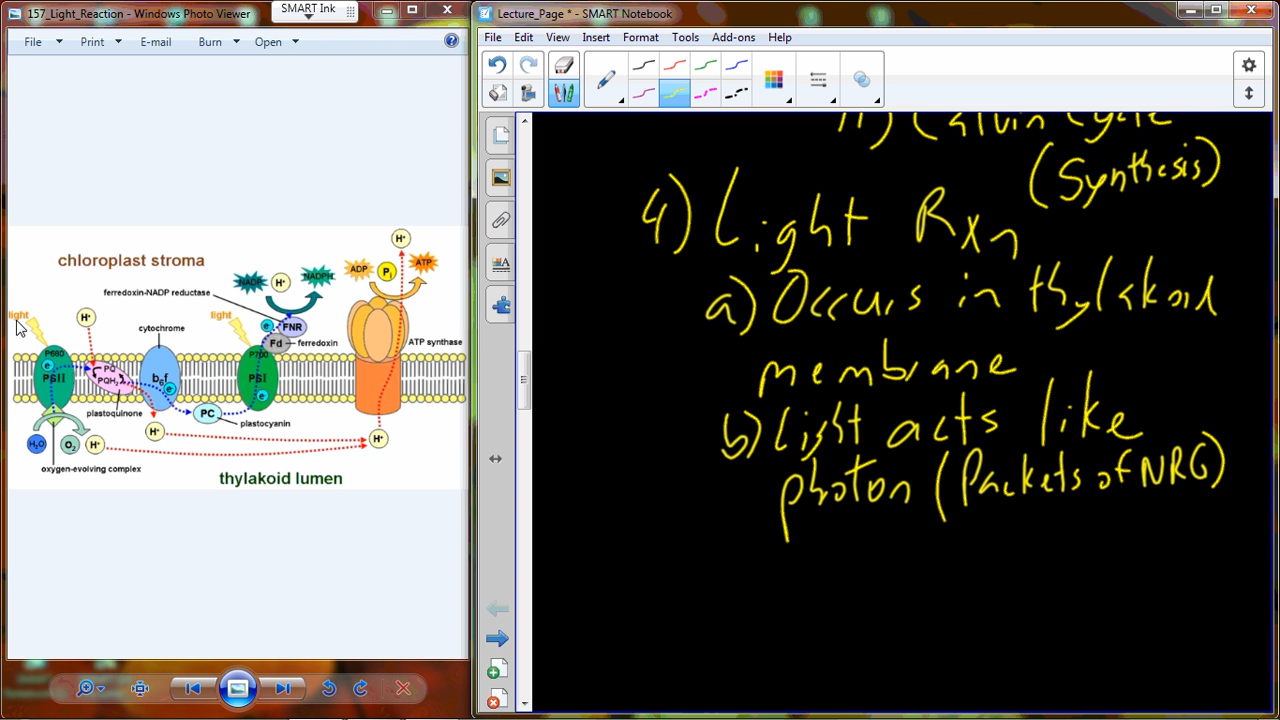 157_Light_Reaction - Windows Photo Viewer
SMART Ink
File Print E-mail Burn Open
chloroplast stroma
H+
ADP
Pi
ATP
NADP
H+
NADPH
ferredoxin-NADP reductase
light
H+
cytochrome
light
e-
FNR
Fd
ferredoxin
ATP synthase
P680
e-
PSII
PQ
PQH2
b6f
e-
P700
PSI
e-
plastoquinone
PC
plastocyanin
H+
H+
H2O
O2
H+
oxygen-evolving complex
thylakoid lumen
Lecture_Page * - SMART Notebook
File Edit View Insert Format Tools Add-ons Help
II) Calvin Cycle
(Synthesis)
4) Light Rxn
a) Occurs in thylakoid
membrane
b) Light acts like
photon (Packets of NRG)